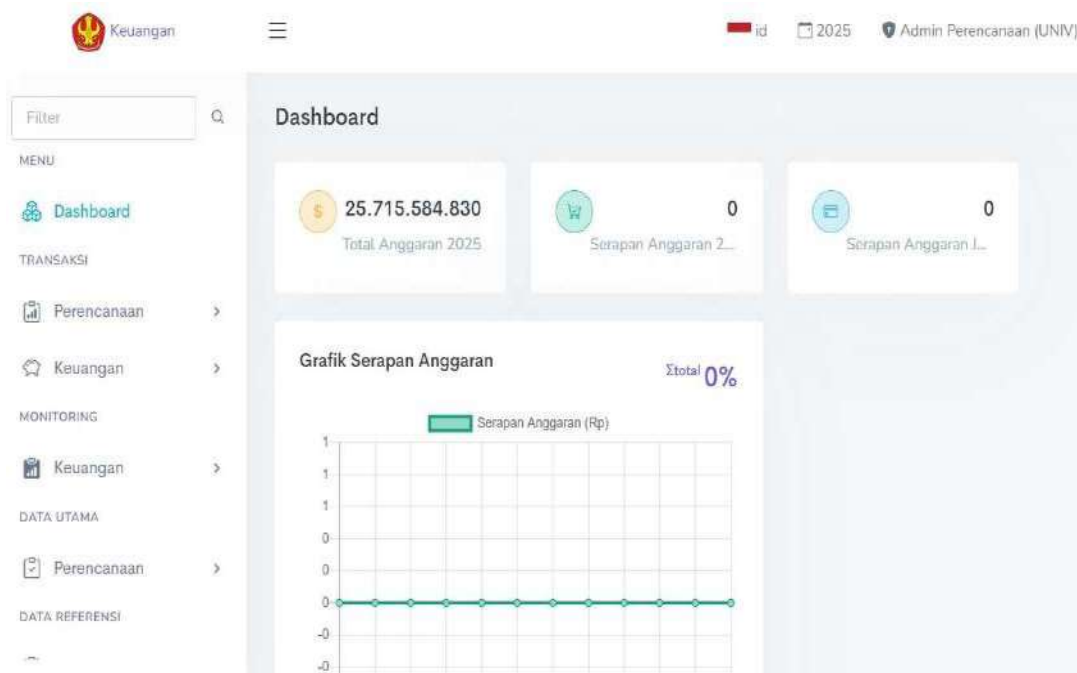 Keuangan
id
2025
Admin Perencanaan (UNIV)
Filter
MENU
Dashboard
TRANSAKSI
Perencanaan
Keuangan
MONITORING
Keuangan
DATA UTAMA
Perencanaan
DATA REFERENSI
Dashboard
$ 25.715.584.830
Total Anggaran 2025
0
Serapan Anggaran 2...
0
Serapan Anggaran J...
Grafik Serapan Anggaran
Σtotal 0%
Serapan Anggaran (Rp)
1
1
1
0
0
0
-0
-0